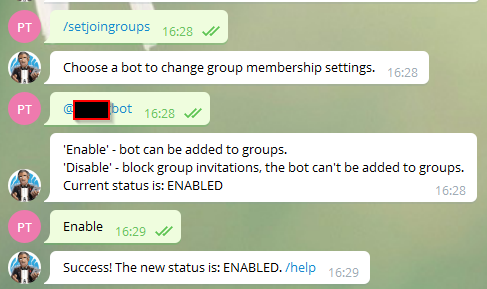 PT
/setjoingroups
16:28
Choose a bot to change group membership settings.
16:28
PT
@ bot
16:28
'Enable' - bot can be added to groups.
'Disable' - block group invitations, the bot can't be added to groups.
Current status is: ENABLED
16:28
PT
Enable
16:29
Success! The new status is: ENABLED. /help
16:29